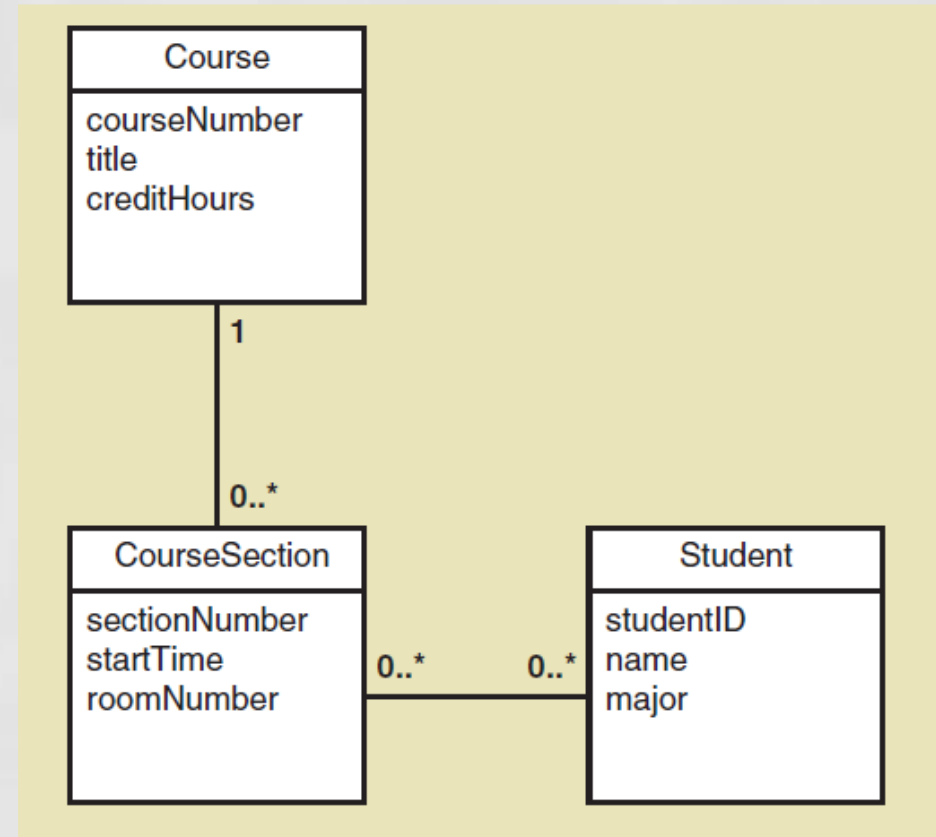 Course
courseNumber
title
creditHours
1
0..*
CourseSection
sectionNumber
startTime
roomNumber
0..*
0..*
Student
studentID
name
major